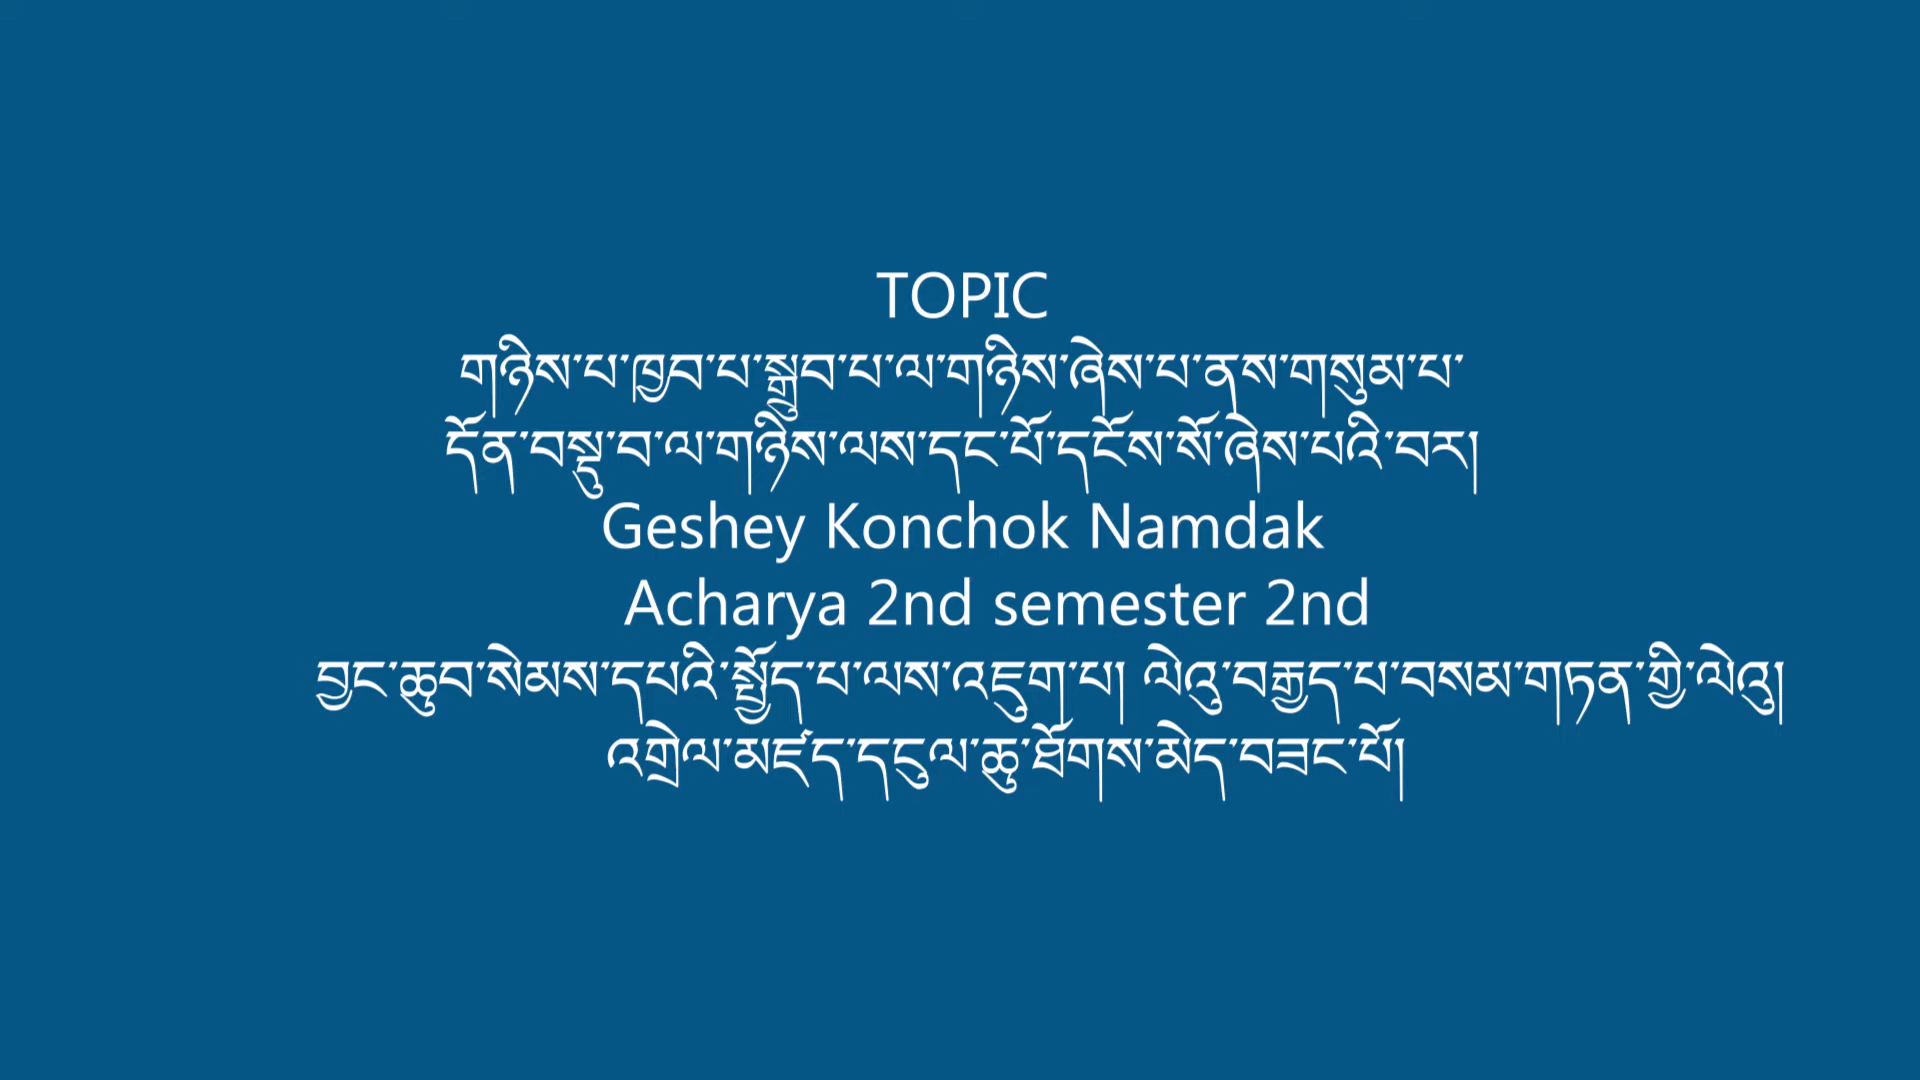 TOPIC
གཉིས་པ་ཁྱབ་པ་སྒྲུབ་པ་ལ་གཉིས་ཞེས་པ་ནས་གསུམ་པ་
དོན་བསྡུ་བ་ལ་གཉིས་ལས་དང་པོ་དངོས་སོ་ཞེས་པའི་བར།
Geshey Konchok Namdak
Acharya 2nd semester 2nd
བྱང་ཆུབ་སེམས་དཔའི་སྤྱོད་པ་ལས་འཇུག་པ། ལེའུ་བརྒྱད་པ་བསམ་གཏན་གྱི་ལེའུ།
འགྲེལ་མཛད་དངུལ་ཆུ་ཐོགས་མེད་བཟང་པོ།